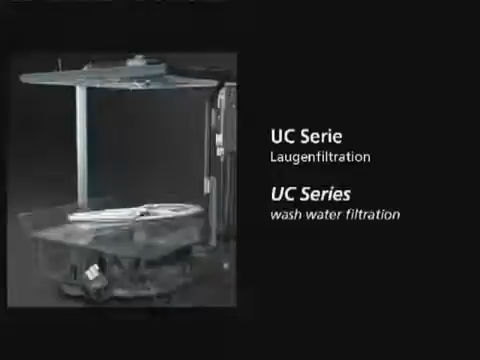 UC Serie
Laugenfiltration
UC Series
wash water filtration